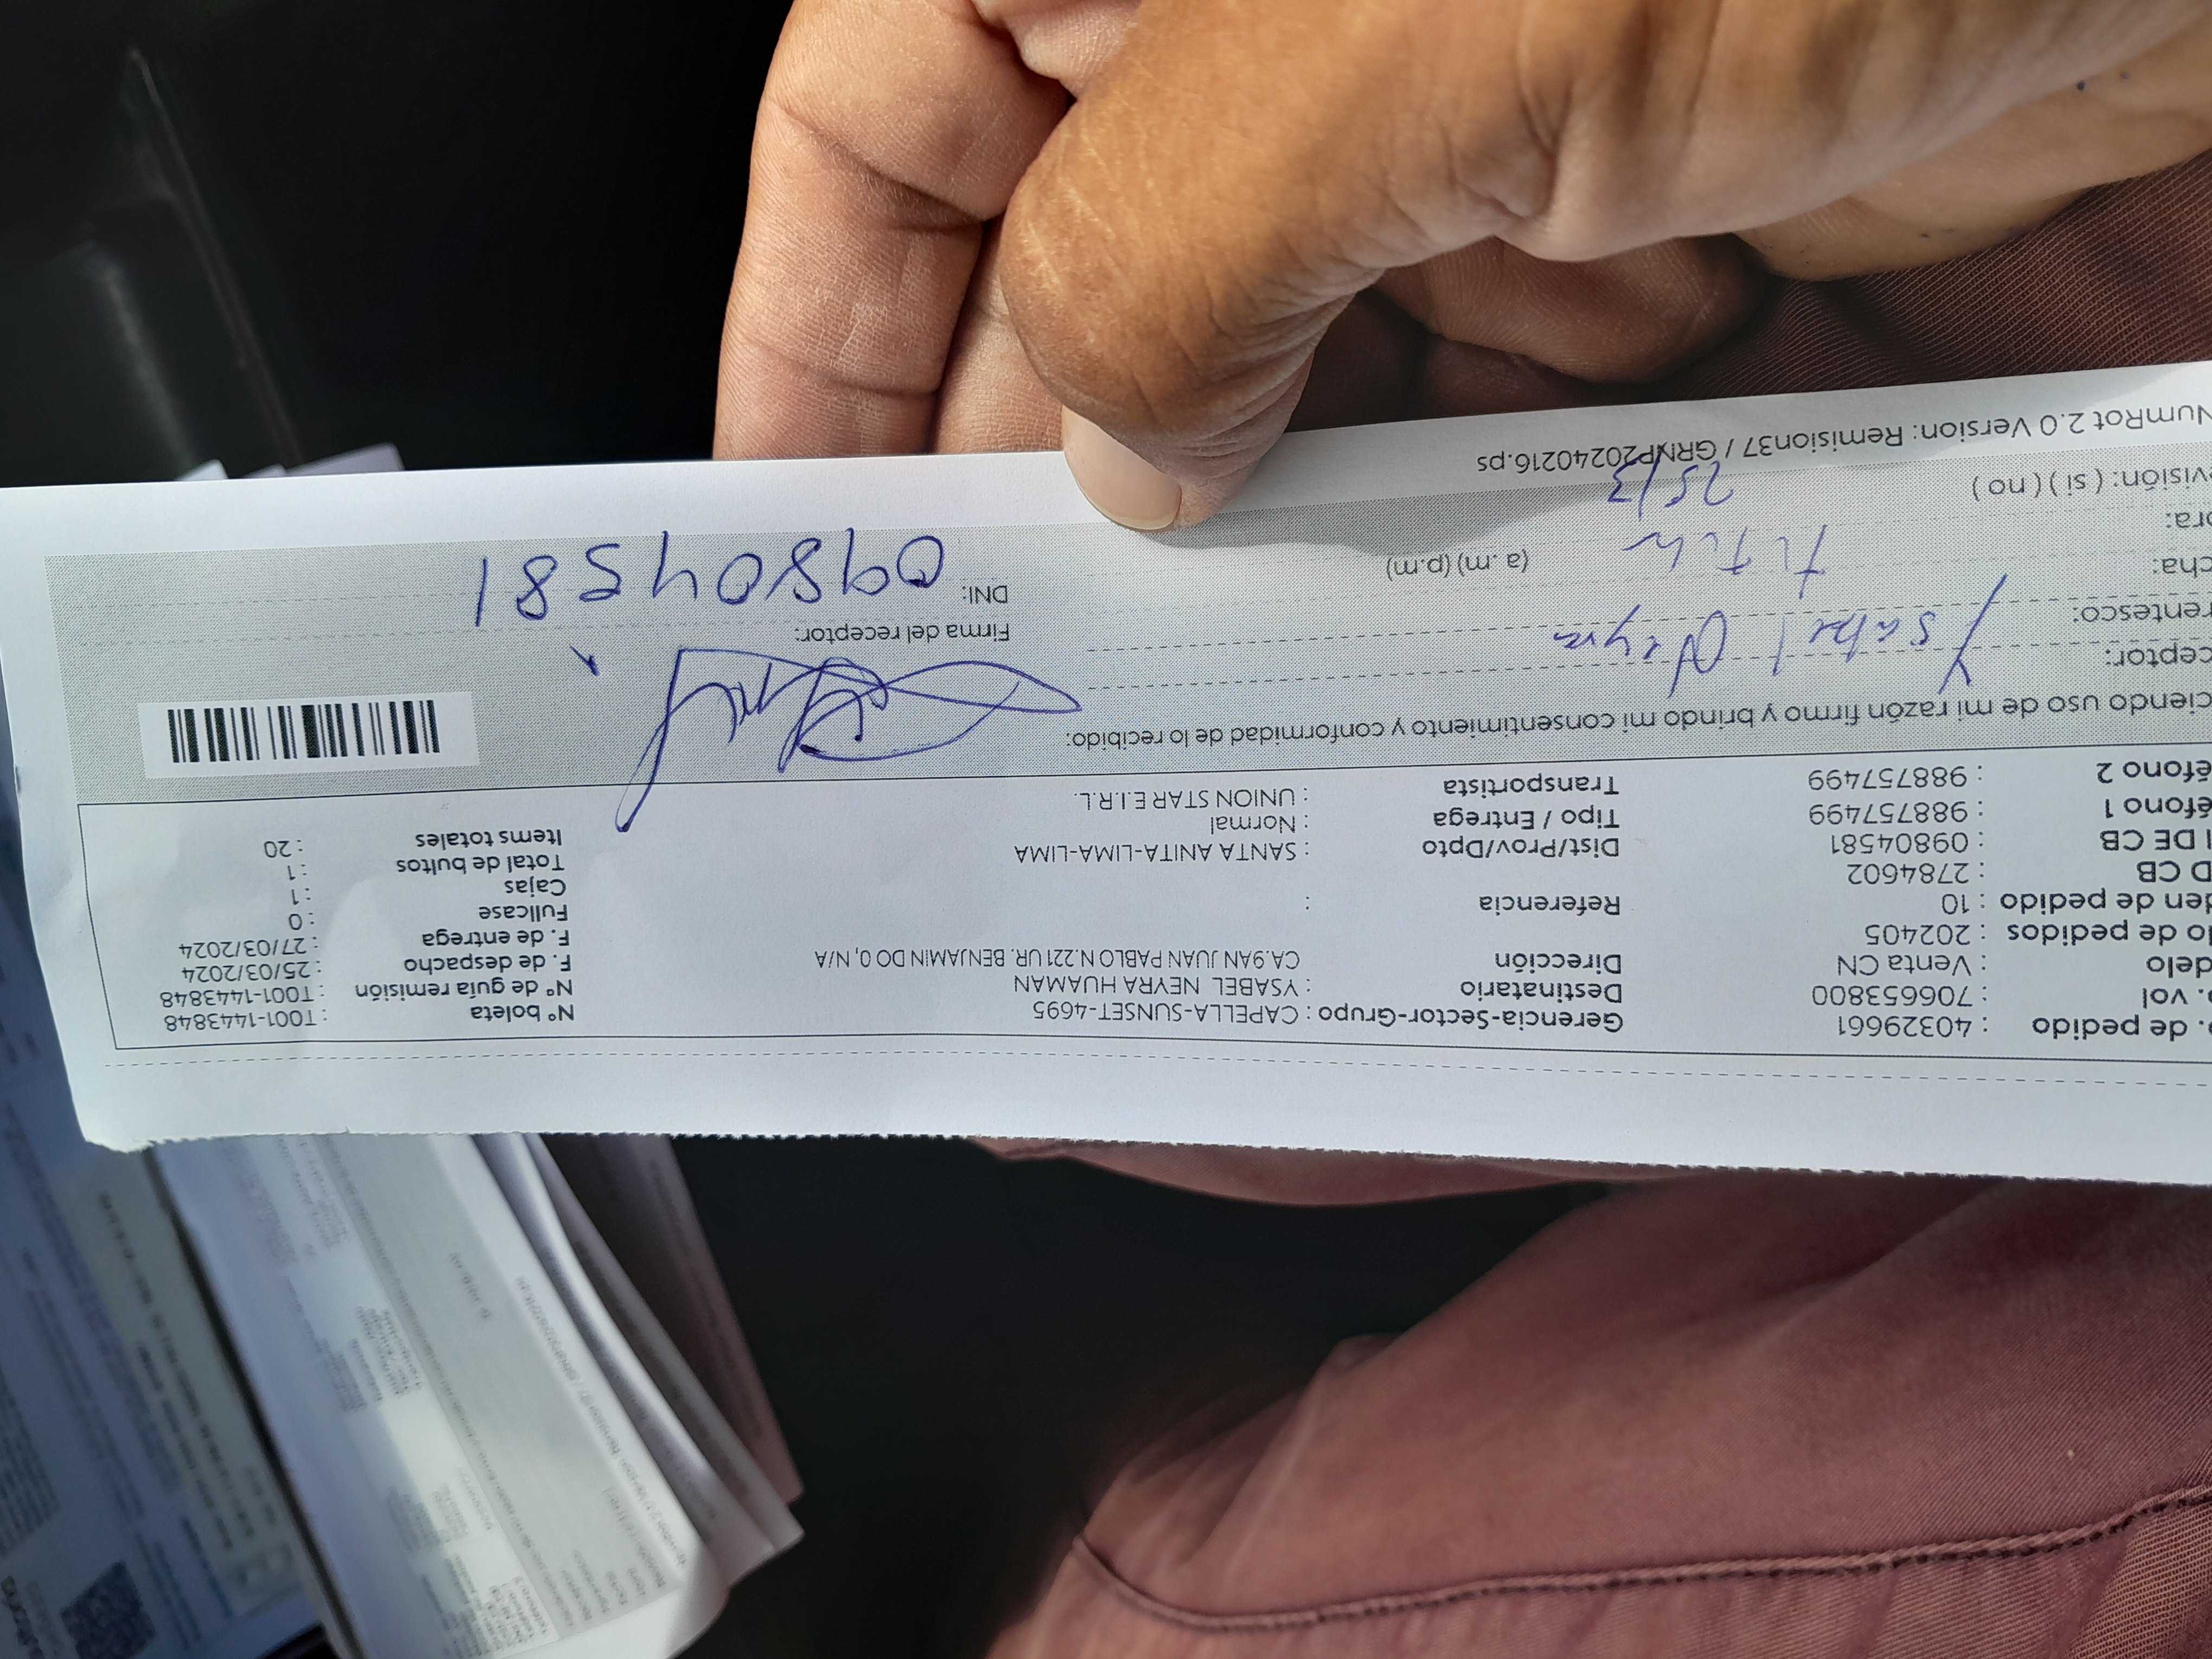 . de pedido : 40329661 Gerencia-Sector-Grupo : CAPELLA-SUNSET-4695 N° boleta : T001-1443848
. vol : 706653800 Destinatario : YSABEL NEYRA HUAMAN N° de guía remisión : T001-1443848
delo : Venta CN Dirección CA.9AN JUAN PABLO N.221 UR. BENJAMIN DO 0, N/A F. de despacho : 25/03/2024
lo de pedidos : 202405 F. de entrega : 27/03/2024
den de pedido : 10 Referencia : Fullcase : 0
D CB : 2784602 Cajas : 1
I DE CB : 09804581 Dist/Prov/Dpto : SANTA ANITA-LIMA-LIMA Total de bultos : 1
éfono 1 : 988757499 Tipo / Entrega : Normal Items totales : 20
éfono 2 : 988757499 Transportista : UNION STAR E.I.R.L.
ciendo uso de mi razón firmo y brindo mi consentimiento y conformidad de lo recibido:
ceptor: Ysabel Neyra
rentesco: Firma del receptor:
cha: DNI: 09804581
ora: (a .m) (p.m)
visión: ( si ) ( no ) 25/3
NumRot 2.0 Version: Remision37 / GRNP20240216.ps